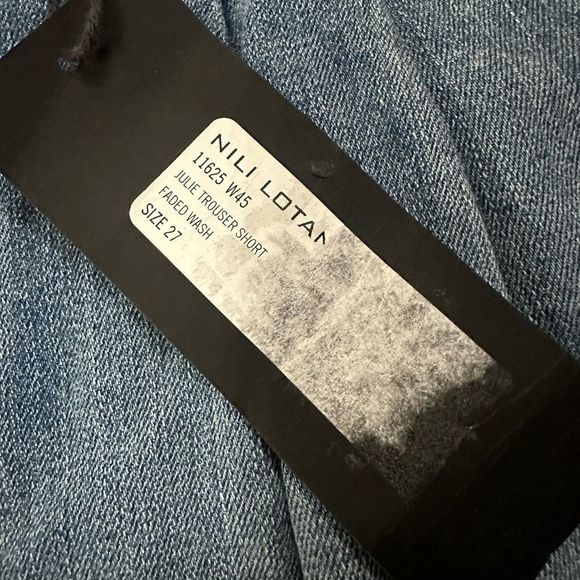 NILI LOTAN
11625 W45
JULIE TROUSER SHORT
FADED WASH
SIZE 27